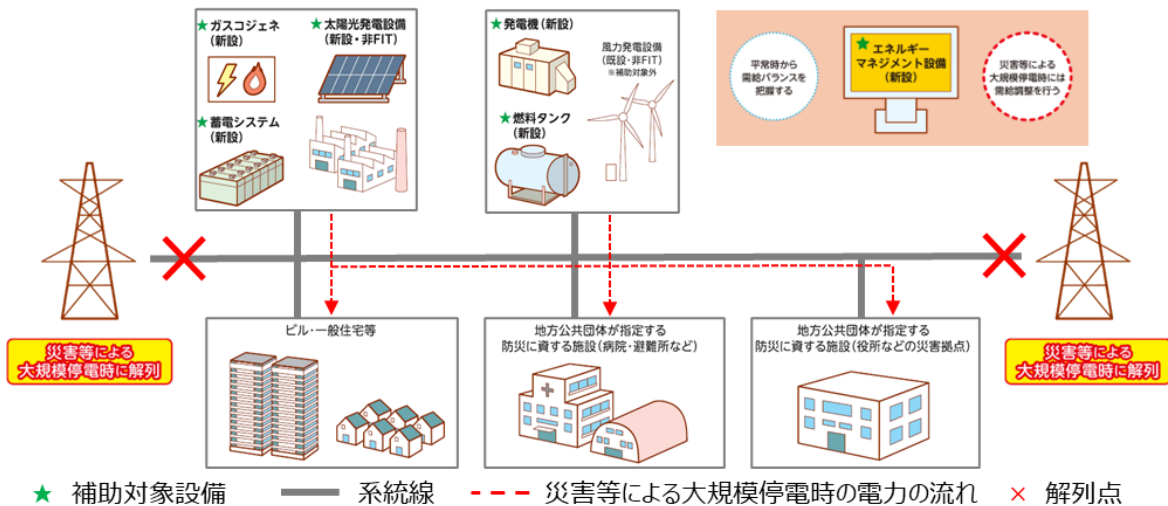 ★ガスコジェネ
(新設)
★太陽光発電設備
(新設・非FIT)
★蓄電システム
(新設)
★発電機(新設)
風力発電設備
(既設・非FIT)
※補助対象外
★燃料タンク
(新設)
平常時から
需給バランスを
把握する
★エネルギー
マネジメント設備
(新設)
災害等による
大規模停電時には
需給調整を行う
災害等による
大規模停電時に解列
災害等による
大規模停電時に解列
ビル・一般住宅等
地方公共団体が指定する
防災に資する施設(病院・避難所など)
地方公共団体が指定する
防災に資する施設(役所などの災害拠点)
★ 補助対象設備 系統線 災害等による大規模停電時の電力の流れ × 解列点